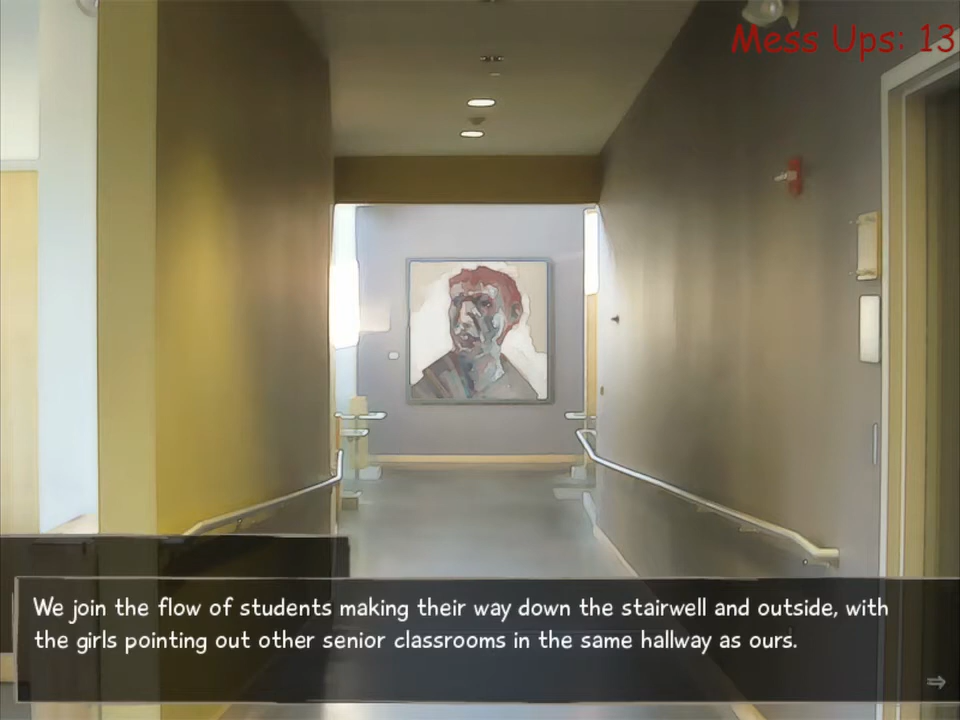 Mess Ups: 13
We join the flow of students making their way down the stairwell and outside, with
the girls pointing out other senior classrooms in the same hallway as ours.